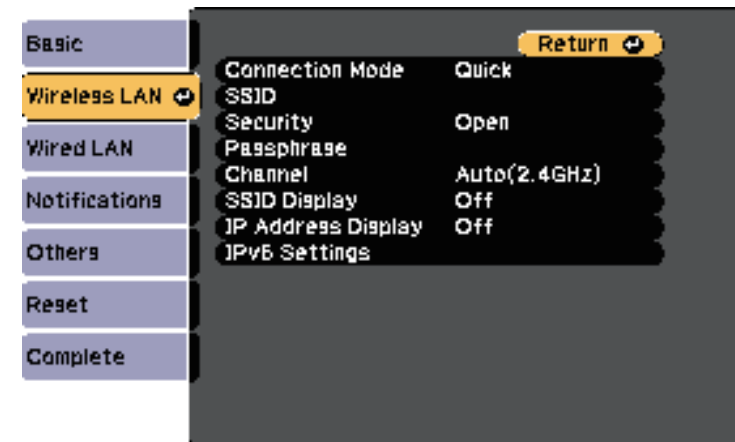 Basic
Wireless LAN
Wired LAN
Notifications
Others
Reset
Complete
Return
Connection Mode Quick
SSID
Security Open
Passphrase
Channel Auto(2.4GHz)
SSID Display Off
IP Address Display Off
IPv6 Settings